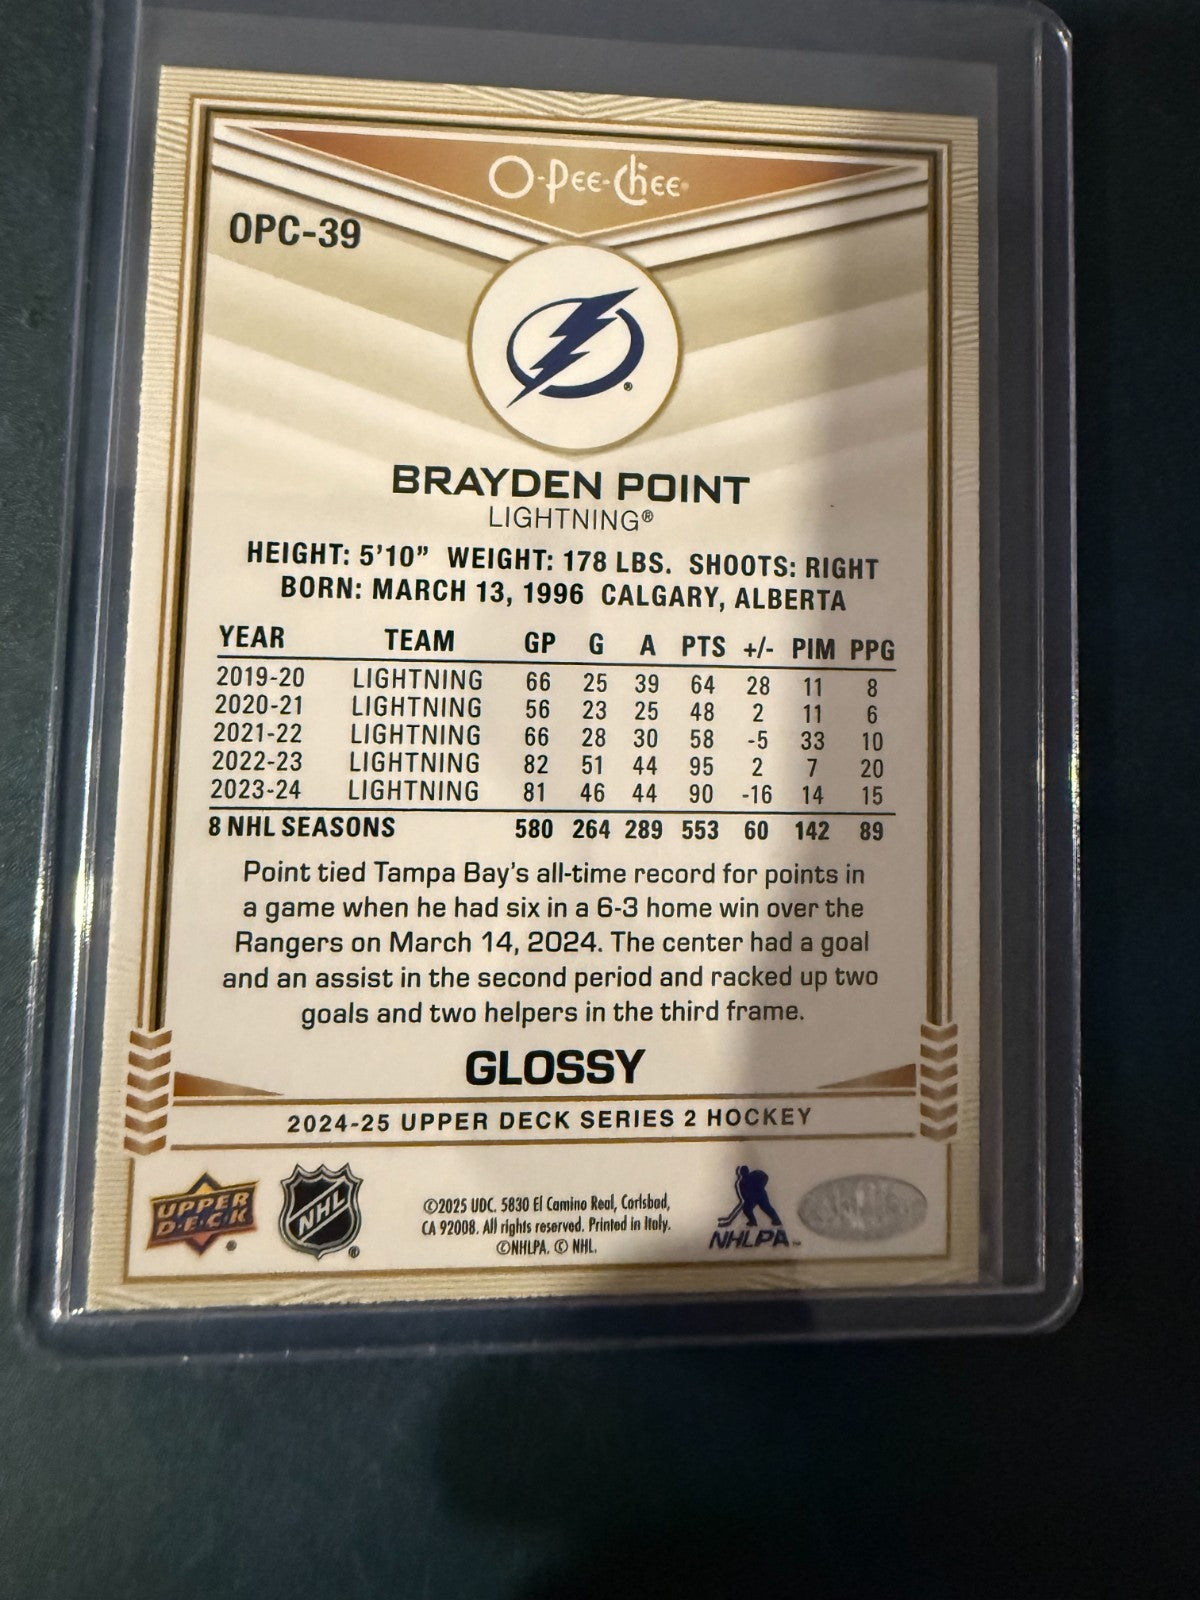 O-Pee-Chee
OPC-39
®
BRAYDEN POINT
LIGHTNING®
HEIGHT: 5'10" WEIGHT: 178 LBS. SHOOTS: RIGHT
BORN: MARCH 13, 1996 CALGARY, ALBERTA
YEAR TEAM GP G A PTS +/- PIM PPG
2019-20 LIGHTNING 66 25 39 64 28 11 8
2020-21 LIGHTNING 56 23 25 48 2 11 6
2021-22 LIGHTNING 66 28 30 58 -5 33 10
2022-23 LIGHTNING 82 51 44 95 2 7 20
2023-24 LIGHTNING 81 46 44 90 -16 14 15
8 NHL SEASONS 580 264 289 553 60 142 89
Point tied Tampa Bay's all-time record for points in
a game when he had six in a 6-3 home win over the
Rangers on March 14, 2024. The center had a goal
and an assist in the second period and racked up two
goals and two helpers in the third frame.
GLOSSY
2024-25 UPPER DECK SERIES 2 HOCKEY
UPPER DECK ®
NHL ®
©2025 UDC. 5830 El Camino Real, Carlsbad,
CA 92008. All rights reserved. Printed in Italy.
©NHLPA. © NHL.
NHLPA™